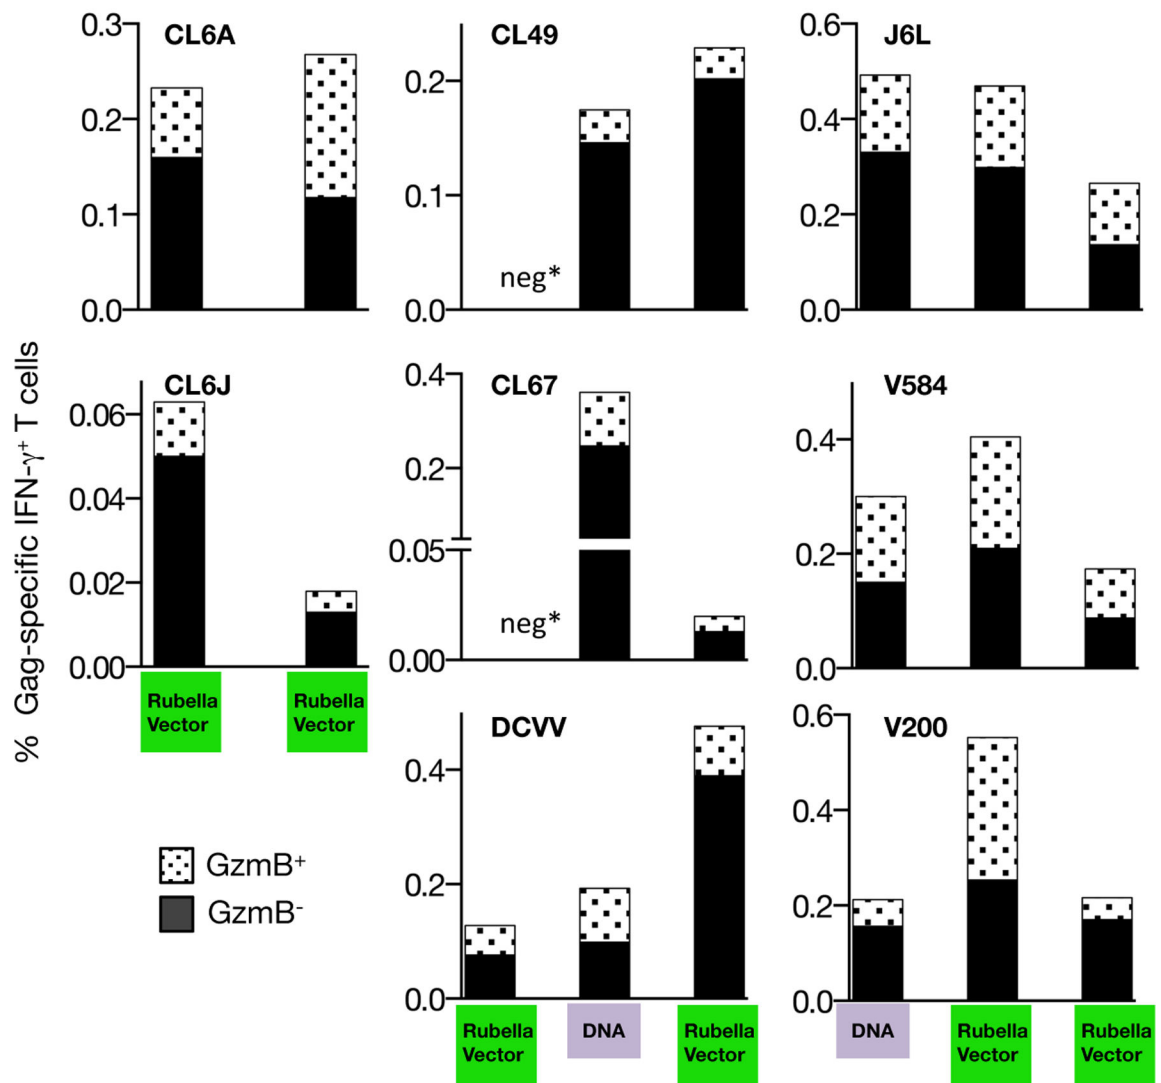 CL6A
0.3
0.2
0.1
0.0
CL49
0.2
0.1
0.0
neg*
J6L
0.6
0.4
0.2
0.0
% Gag-specific IFN-γ⁺ T cells
CL6J
0.06
0.04
0.02
0.00
Rubella
Vector
Rubella
Vector
CL67
0.4
0.2
0.05
0.00
neg*
V584
0.4
0.2
0.0
DCVV
0.4
0.2
0.0
Rubella
Vector
DNA
Rubella
Vector
V200
0.6
0.4
0.2
0.0
DNA
Rubella
Vector
Rubella
Vector
GzmB⁺
GzmB⁻